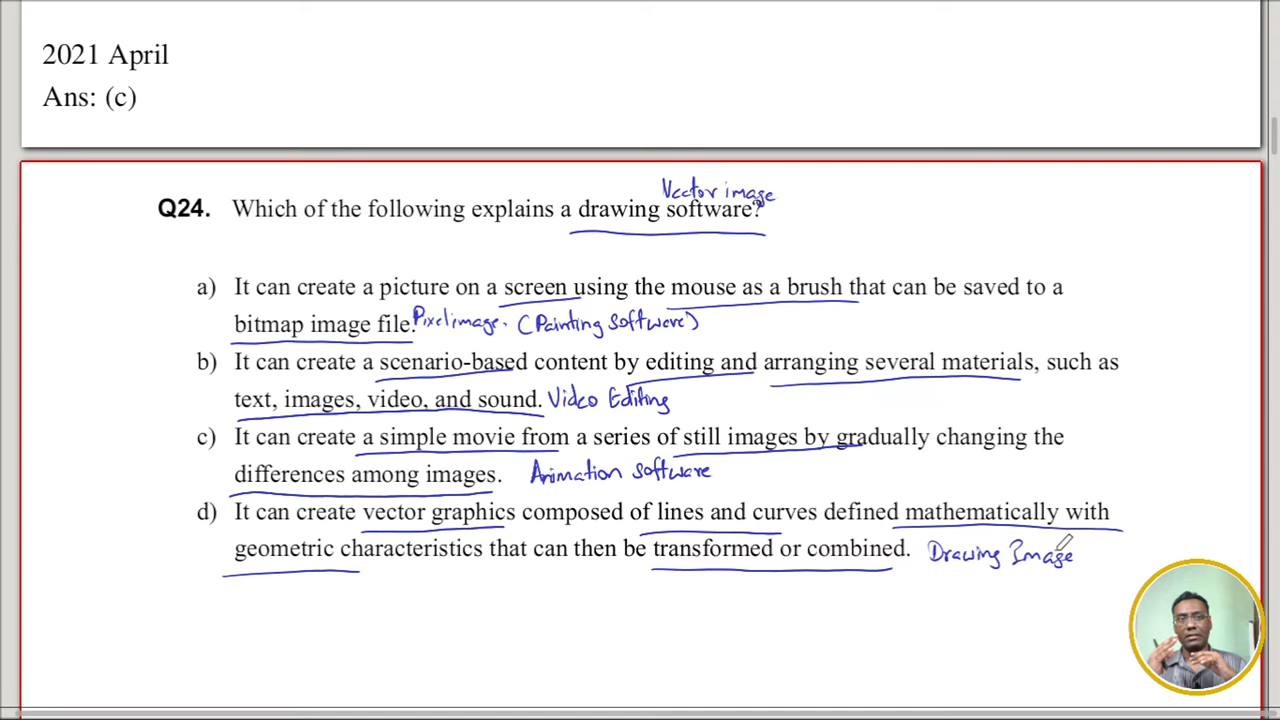 2021 April
Ans: (c)
Vector image
Q24. Which of the following explains a drawing software?
a) It can create a picture on a screen using the mouse as a brush that can be saved to a
bitmap image file. Pixel image. (Painting Software)
b) It can create a scenario-based content by editing and arranging several materials, such as
text, images, video, and sound. Video Editing
c) It can create a simple movie from a series of still images by gradually changing the
differences among images. Animation Software
d) It can create vector graphics composed of lines and curves defined mathematically with
geometric characteristics that can then be transformed or combined. Drawing Image